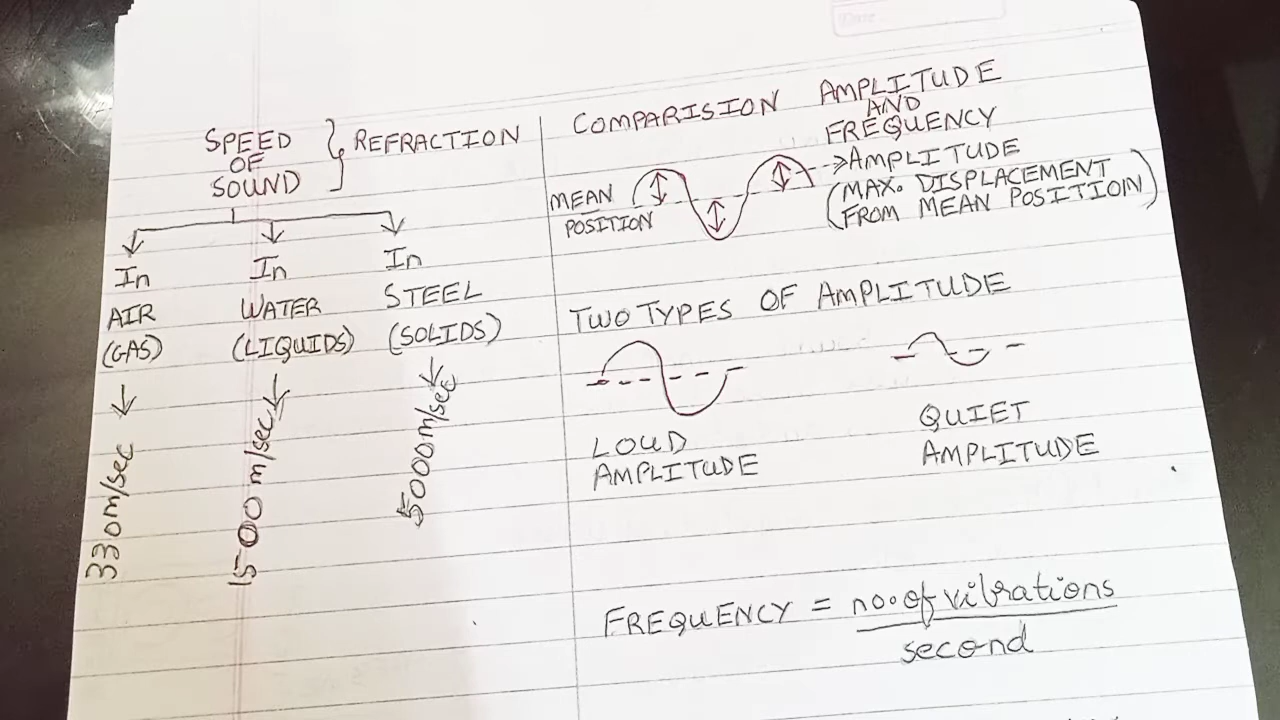 Date
SPEED
OF
SOUND
REFRACTION
In
AIR
(GAS)
330m/sec
In
WATER
(LIQUIDS)
1500 m/sec
In
STEEL
(SOLIDS)
5000m/sec
COMPARISION AMPLITUDE
AND
FREQUENCY
MEAN
POSITION
AMPLITUDE
(MAX. DISPLACEMENT
FROM MEAN POSITION)
TWO TYPES OF AMPLITUDE
LOUD
AMPLITUDE
QUIET
AMPLITUDE
FREQUENCY = no. of vibrations
second